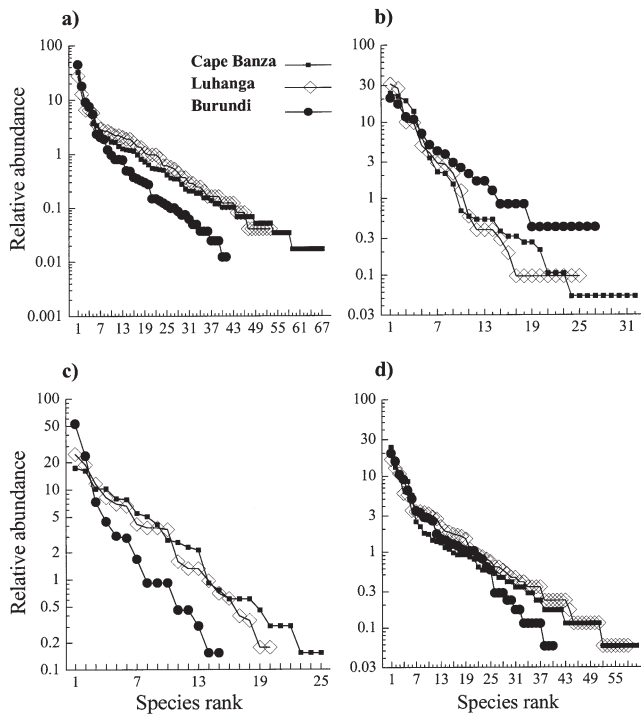 a)
100
10
1
0.1
0.01
0.001
Relative abundance
Cape Banza
Luhanga
Burundi
1 7 13 19 25 31 37 43 49 55 61 67
b)
100
30
10
3
1
0.3
0.1
0.03
1 7 13 19 25 31
c)
100
50
20
10
5
2
1
0.5
0.2
0.1
Relative abundance
1 7 13 19 25
Species rank
d)
100
30
10
3
1
0.3
0.1
0.03
1 7 13 19 25 31 37 43 49 55
Species rank